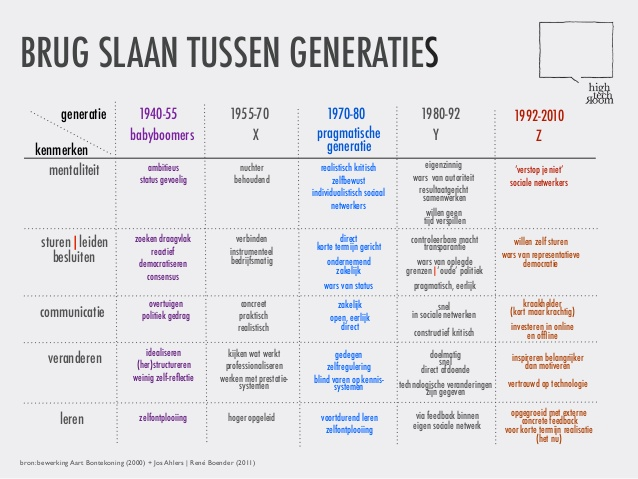 BRUG SLAAN TUSSEN GENERATIES
high
tech
room
generatie
kenmerken
1940-55
babyboomers
1955-70
X
1970-80
pragmatische
generatie
1980-92
Y
1992-2010
Z
mentaliteit
ambitieus
status gevoelig
nuchter
behoudend
realistisch kritisch
zelfbewust
individualistisch sociaal
netwerkers
eigenzinnig
wars van autoriteit
resultaatgericht
samenwerken
willen geen
tijd verspillen
'verstop je niet'
sociale netwerkers
sturen | leiden
besluiten
zoeken draagvlak
reactief
democratiseren
consensus
verbinden
instrumenteel
bedrijfsmatig
direct
korte termijn gericht
ondernemend
zakelijk
wars van status
controleerbare macht
transparantie
wars van oplegde
grenzen | 'oude' politiek
pragmatisch, eerlijk
willen zelf sturen
wars van representatieve
democratie
communicatie
overtuigen
politiek gedrag
concreet
praktisch
realistisch
zakelijk
open, eerlijk
direct
snel
in sociale netwerken
constructief kritisch
kraakhelder
(kort maar krachtig)
investeren in online
en offline
veranderen
idealiseren
(her)structureren
weinig zelf-reflectie
kijken wat werkt
professionaliseren
werken met prestatie-
systemen
gedegen
zelfregulering
blind varen op kennis-
systemen
doelmatig
snel
direct afdoende
technologische veranderingen
zijn gegeven
inspireren belangrijker
dan motiveren
vertrouwd op technologie
leren
zelfontplooiing
hoger opgeleid
voortdurend leren
zelfontplooiing
via feedback binnen
eigen sociale netwerk
opgegroeid met externe
concrete feedback
voor korte termijn realisatie
(het nu)
bron: bewerking Aart Bontekoning (2000) + Jos Ahlers | René Boender (2011)